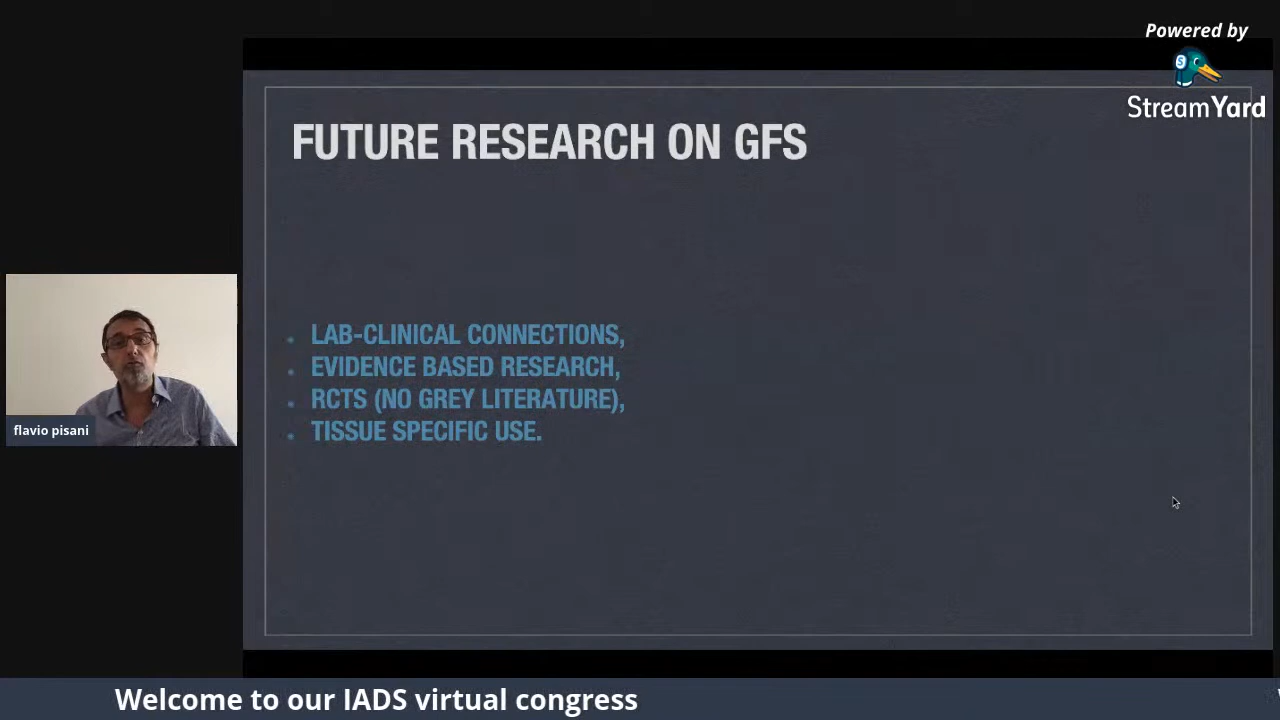 Powered by
StreamYard
FUTURE RESEARCH ON GFS
LAB-CLINICAL CONNECTIONS,
EVIDENCE BASED RESEARCH,
RCTS (NO GREY LITERATURE),
TISSUE SPECIFIC USE.
flavio pisani
Welcome to our IADS virtual congress